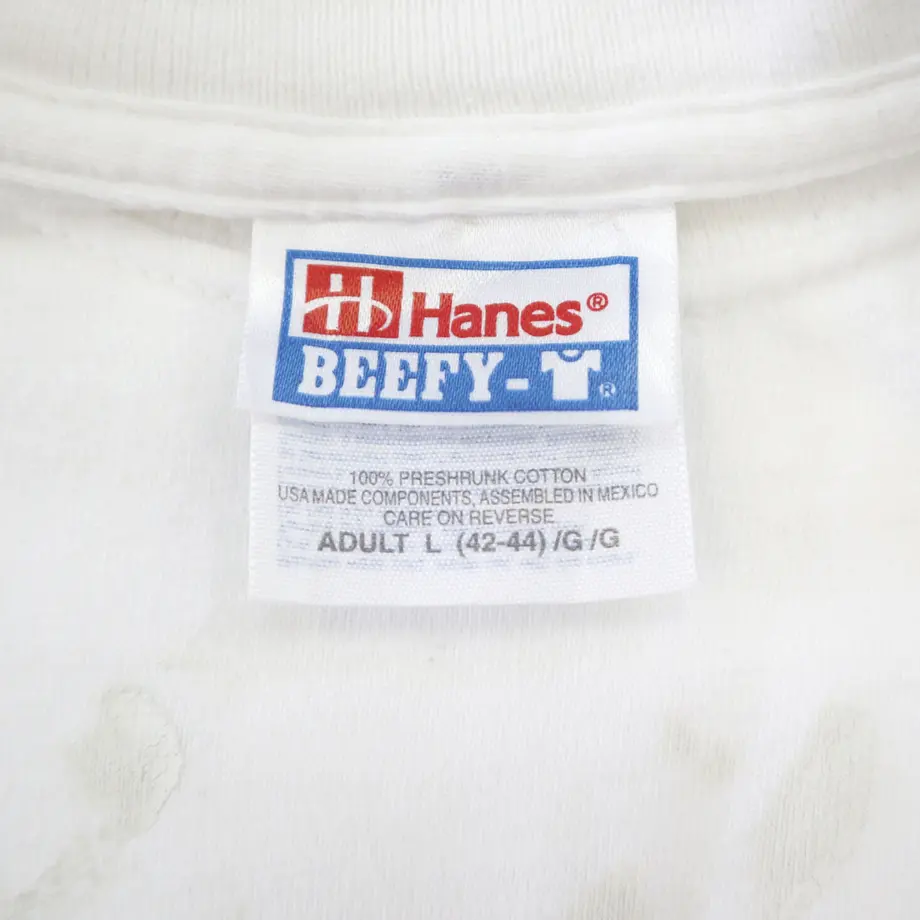 H Hanes®
BEEFY-®
100% PRESHRUNK COTTON
USA MADE COMPONENTS, ASSEMBLED IN MEXICO
CARE ON REVERSE
ADULT L (42-44) /G /G